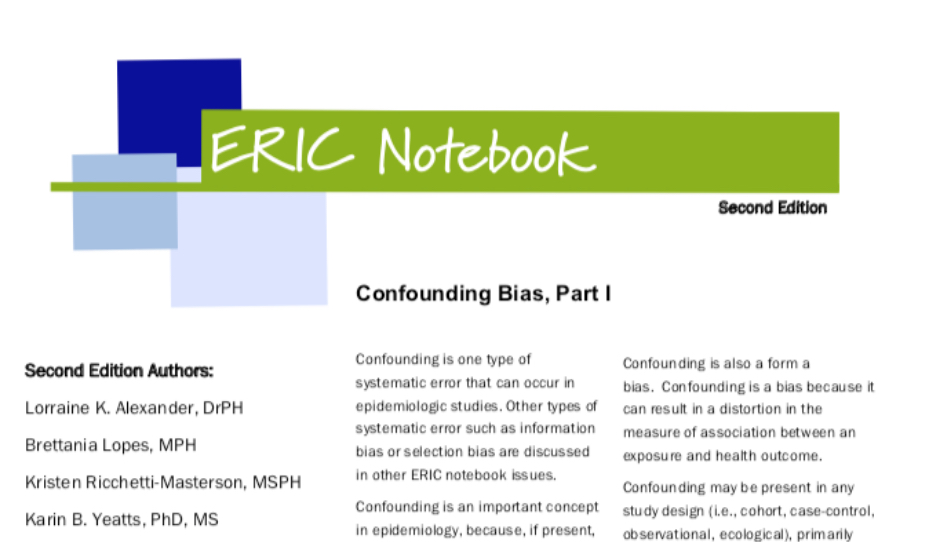 ERIC Notebook
Second Edition
Confounding Bias, Part I
Second Edition Authors:
Lorraine K. Alexander, DrPH
Brettania Lopes, MPH
Kristen Ricchetti-Masterson, MSPH
Karin B. Yeatts, PhD, MS
Confounding is one type of
systematic error that can occur in
epidemiologic studies. Other types of
systematic error such as information
bias or selection bias are discussed
in other ERIC notebook issues.
Confounding is an important concept
in epidemiology, because, if present,
Confounding is also a form a
bias. Confounding is a bias because it
can result in a distortion in the
measure of association between an
exposure and health outcome.
Confounding may be present in any
study design (i.e., cohort, case-control,
observational, ecological), primarily